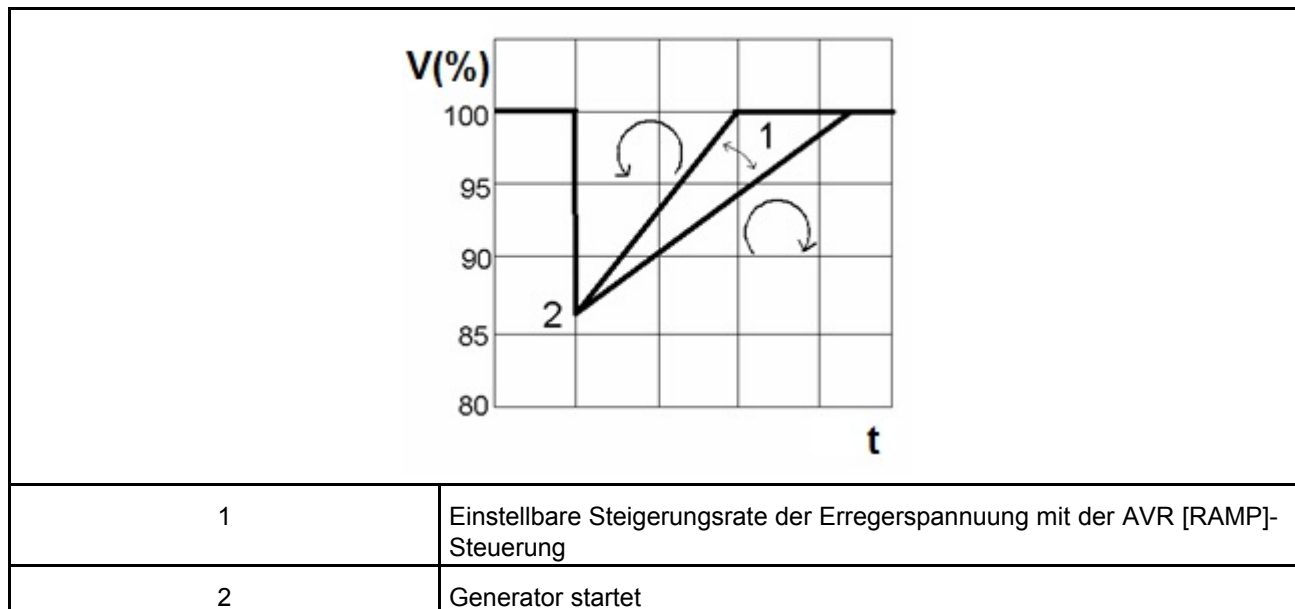 V(%)
100
95
90
85
80
1
2
t
1 Einstellbare Steigerungsrate der Erregerspannuung mit der AVR [RAMP]-
Steuerung
2 Generator startet